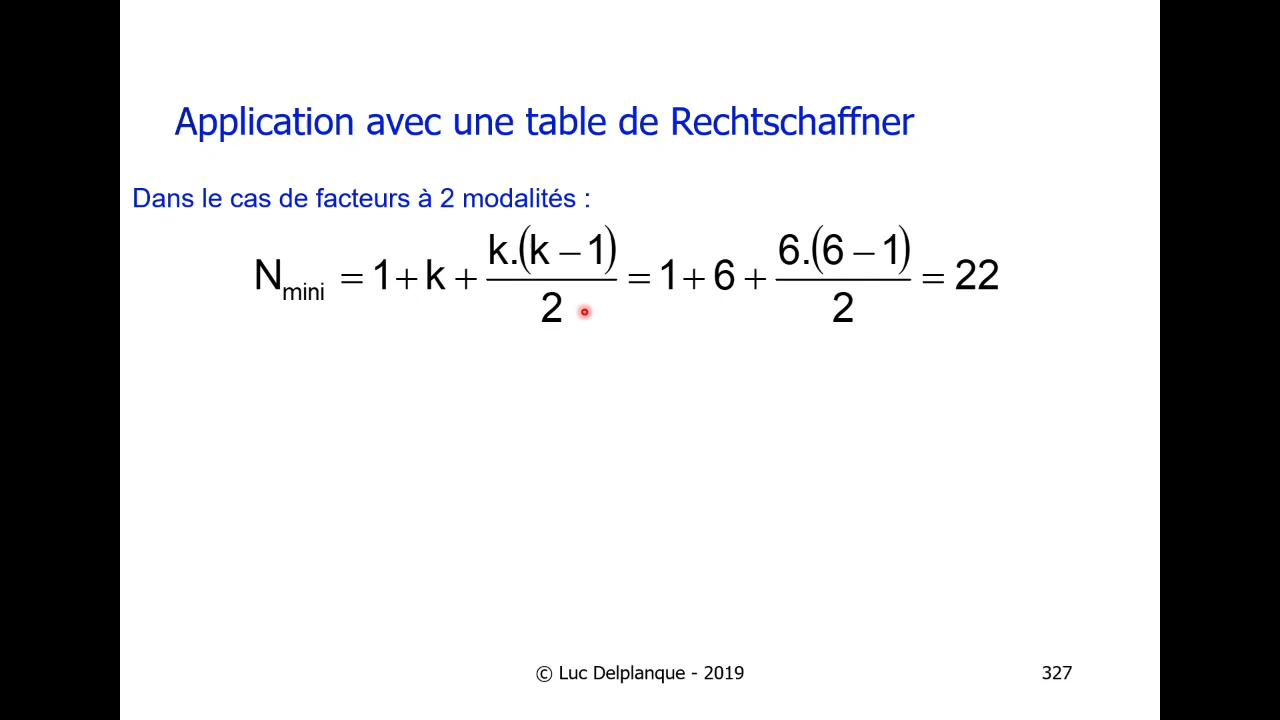 Application avec une table de Rechtschaffner
Dans le cas de facteurs à 2 modalités :
N_mini = 1 + k + k.(k − 1)/2 = 1 + 6 + 6.(6 − 1)/2 = 22
© Luc Delplanque - 2019
327